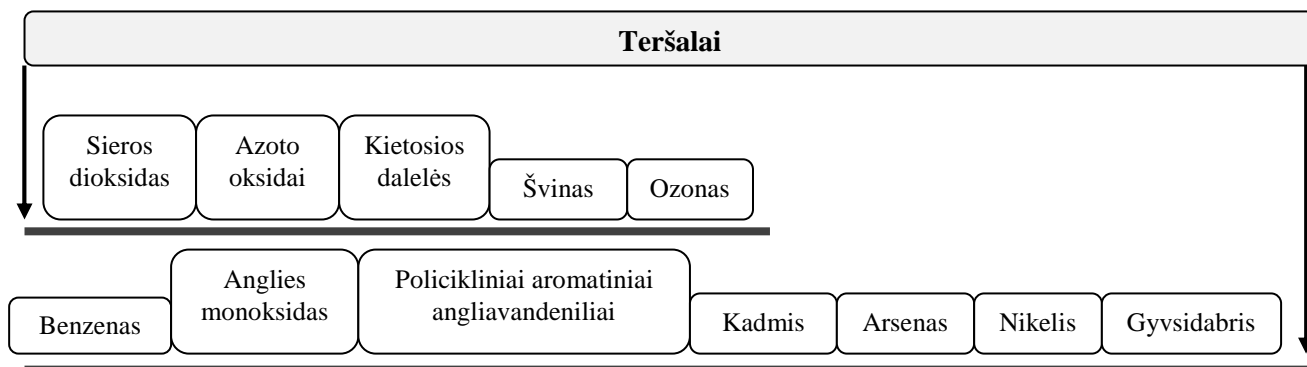 Teršalai
Sieros
dioksidas
Azoto
oksidai
Kietosios
dalelės
Švinas
Ozonas
Benzenas
Anglies
monoksidas
Policikliniai aromatiniai
angliavandeniliai
Kadmis
Arsenas
Nikelis
Gyvsidabris